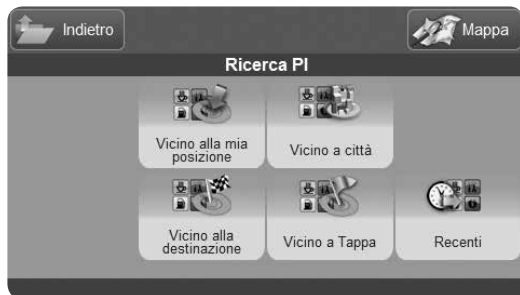 Indietro
Mappa
Ricerca PI
Vicino alla mia
posizione
Vicino a città
Vicino alla
destinazione
Vicino a Tappa
Recenti